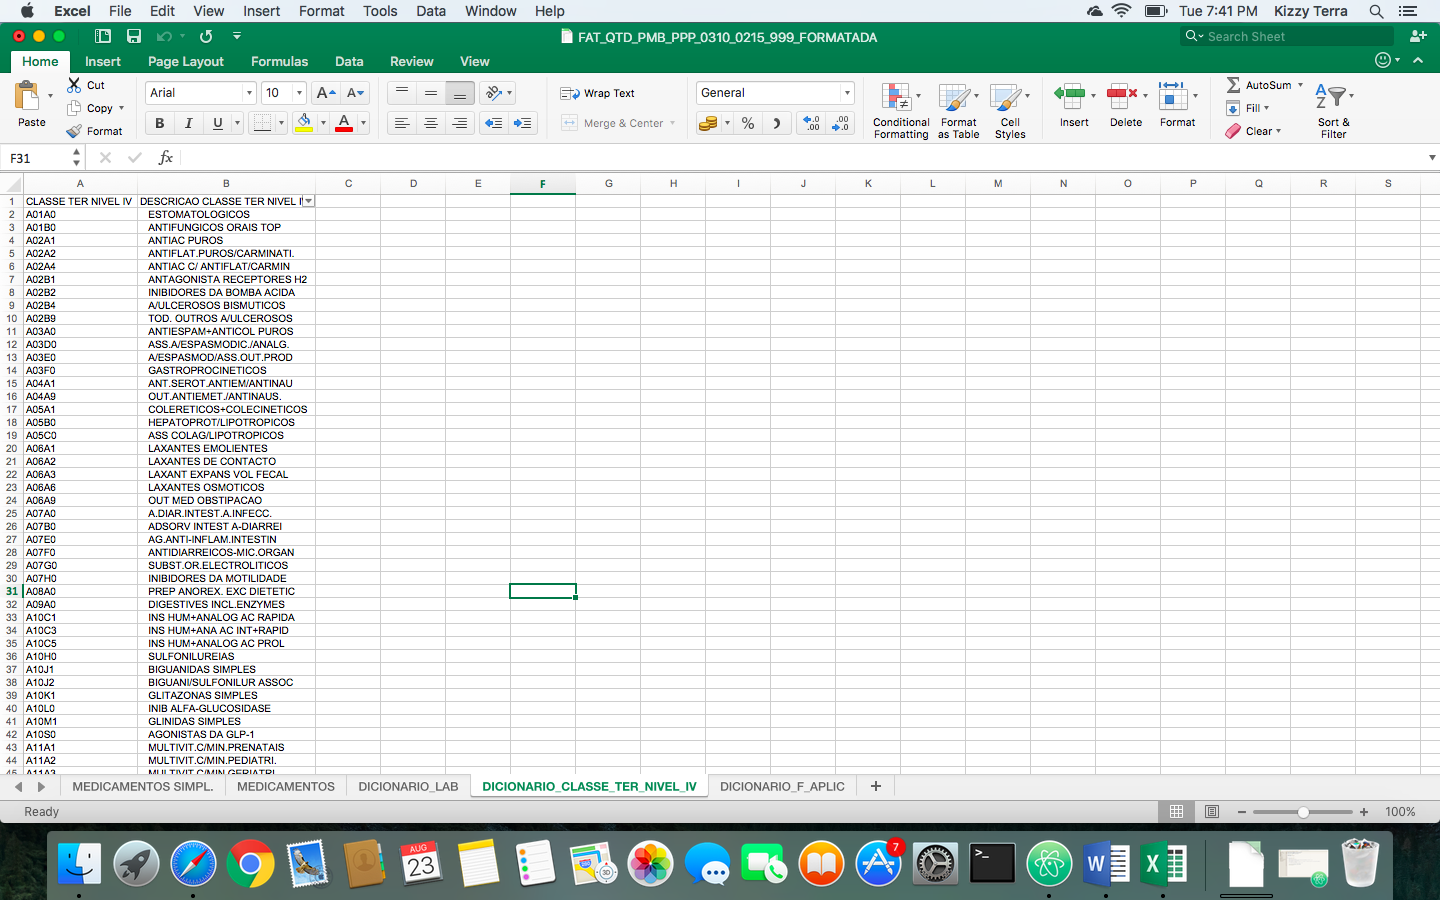 Excel File Edit View Insert Format Tools Data Window Help Tue 7:41 PM Kizzy Terra
FAT_QTD_PMB_PPP_0310_0215_999_FORMATADA Search Sheet
Home Insert Page Layout Formulas Data Review View
Paste Cut Copy Format
Arial 10 A A
B I U A
Wrap Text
Merge & Center
General
%
Conditional Formatting
Format as Table
Cell Styles
Insert Delete Format
AutoSum
Fill
Clear
Sort & Filter
F31 fx
A B C D E F G H I J K L M N O P Q R S
1 CLASSE TER NIVEL IV DESCRICAO CLASSE TER NIVEL
2 A01A0 ESTOMATOLOGICOS
3 A01B0 ANTIFUNGICOS ORAIS TOP
4 A02A1 ANTIAC PUROS
5 A02A2 ANTIFLAT.PUROS/CARMINATI.
6 A02A4 ANTIAC C/ ANTIFLAT/CARMIN
7 A02B1 ANTAGONISTA RECEPTORES H2
8 A02B2 INIBIDORES DA BOMBA ACIDA
9 A02B4 A/ULCEROSOS BISMUTICOS
10 A02B9 TOD. OUTROS A/ULCEROSOS
11 A03A0 ANTIESPAM+ANTICOL PUROS
12 A03D0 ASS.A/ESPASMODIC./ANALG.
13 A03E0 A/ESPASMOD/ASS.OUT.PROD
14 A03F0 GASTROPROCINETICOS
15 A04A1 ANT.SEROT.ANTIEM/ANTINAU
16 A04A9 OUT.ANTIEMET./ANTINAUS.
17 A05A1 COLERETICOS+COLECINETICOS
18 A05B0 HEPATOPROT/LIPOTROPICOS
19 A05C0 ASS COLAG/LIPOTROPICOS
20 A06A1 LAXANTES EMOLIENTES
21 A06A2 LAXANTES DE CONTACTO
22 A06A3 LAXANT EXPANS VOL FECAL
23 A06A6 LAXANTES OSMOTICOS
24 A06A9 OUT MED OBSTIPACAO
25 A07A0 A.DIAR.INTEST.A.INFECC.
26 A07B0 ADSORV INTEST A-DIARREI
27 A07E0 AG.ANTI-INFLAM.INTESTIN
28 A07F0 ANTIDIARREICOS-MIC.ORGAN
29 A07G0 SUBST.OR.ELECTROLITICOS
30 A07H0 INIBIDORES DA MOTILIDADE
31 A08A0 PREP ANOREX. EXC DIETETIC
32 A09A0 DIGESTIVES INCL.ENZYMES
33 A10C1 INS HUM+ANALOG AC RAPIDA
34 A10C3 INS HUM+ANA AC INT+RAPID
35 A10C5 INS HUM+ANALOG AC PROL
36 A10H0 SULFONILUREIAS
37 A10J1 BIGUANIDAS SIMPLES
38 A10J2 BIGUANI/SULFONILUR ASSOC
39 A10K1 GLITAZONAS SIMPLES
40 A10L0 INIB ALFA-GLUCOSIDASE
41 A10M1 GLINIDAS SIMPLES
42 A10S0 AGONISTAS DA GLP-1
43 A11A1 MULTIVIT.C/MIN.PRENATAIS
44 A11A2 MULTIVIT.C/MIN.PEDIATRI.
45 A11A3 MULTIVIT.C/MIN.GERIATRI.
MEDICAMENTOS SIMPL. MEDICAMENTOS DICIONARIO_LAB DICIONARIO_CLASSE_TER_NIVEL_IV DICIONARIO_F_APLIC +
Ready 100%
AUG
23
7